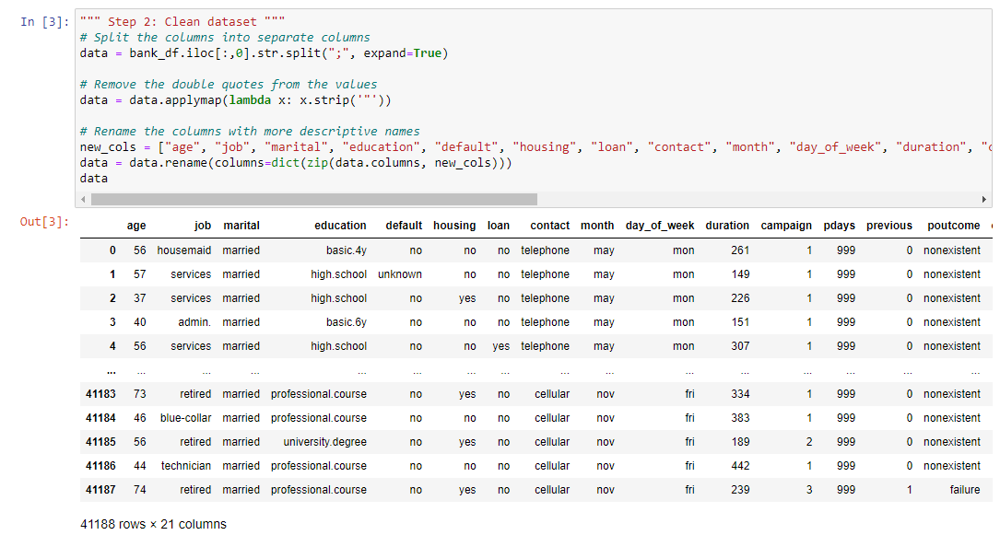 In [3]: """ Step 2: Clean dataset """
# Split the columns into separate columns
data = bank_df.iloc[:,0].str.split(";", expand=True)
# Remove the double quotes from the values
data = data.applymap(lambda x: x.strip('"'))
# Rename the columns with more descriptive names
new_cols = ["age", "job", "marital", "education", "default", "housing", "loan", "contact", "month", "day_of_week", "duration", "c
data = data.rename(columns=dict(zip(data.columns, new_cols)))
data
Out[3]:
age job marital education default housing loan contact month day_of_week duration campaign pdays previous poutcome
0 56 housemaid married basic.4y no no no telephone may mon 261 1 999 0 nonexistent
1 57 services married high.school unknown no no telephone may mon 149 1 999 0 nonexistent
2 37 services married high.school no yes no telephone may mon 226 1 999 0 nonexistent
3 40 admin. married basic.6y no no no telephone may mon 151 1 999 0 nonexistent
4 56 services married high.school no no yes telephone may mon 307 1 999 0 nonexistent
... ... ... ... ... ... ... ... ... ... ... ... ... ... ... ...
41183 73 retired married professional.course no yes no cellular nov fri 334 1 999 0 nonexistent
41184 46 blue-collar married professional.course no no no cellular nov fri 383 1 999 0 nonexistent
41185 56 retired married university.degree no yes no cellular nov fri 189 2 999 0 nonexistent
41186 44 technician married professional.course no no no cellular nov fri 442 1 999 0 nonexistent
41187 74 retired married professional.course no yes no cellular nov fri 239 3 999 1 failure
41188 rows × 21 columns